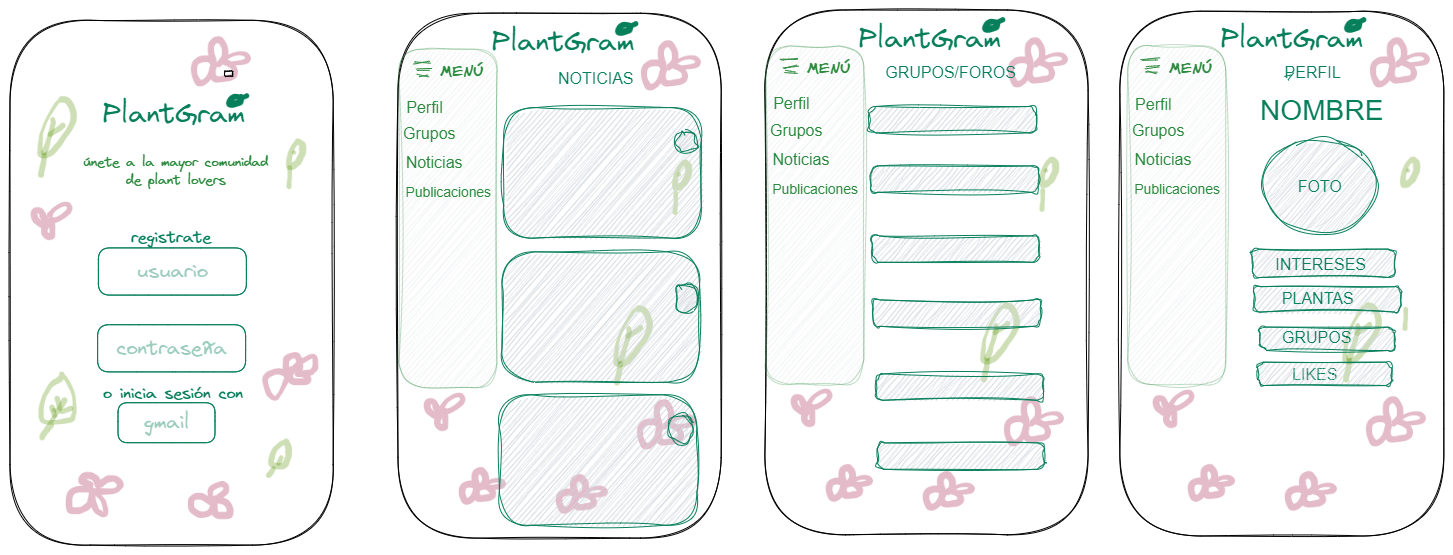 PlantGram
únete a la mayor comunidad
de plant lovers
registrate
usuario
contraseña
o inicia sesión con
gmail
PlantGram
MENÚ
NOTICIAS
Perfil
Grupos
Noticias
Publicaciones
PlantGram
MENÚ
GRUPOS/FOROS
Perfil
Grupos
Noticias
Publicaciones
PlantGram
MENÚ
PERFIL
Perfil
Grupos
Noticias
Publicaciones
NOMBRE
FOTO
INTERESES
PLANTAS
GRUPOS
LIKES